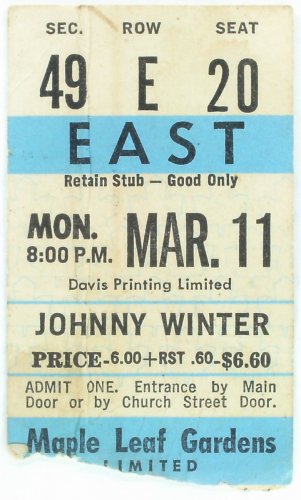 SEC. ROW SEAT
49 E 20
EAST
Retain Stub — Good Only
MON. MAR. 11
8:00 P.M.
Davis Printing Limited
JOHNNY WINTER
PRICE-6.00+RST .60-$6.60
ADMIT ONE. Entrance by Main
Door or by Church Street Door.
Maple Leaf Gardens
LIMITED